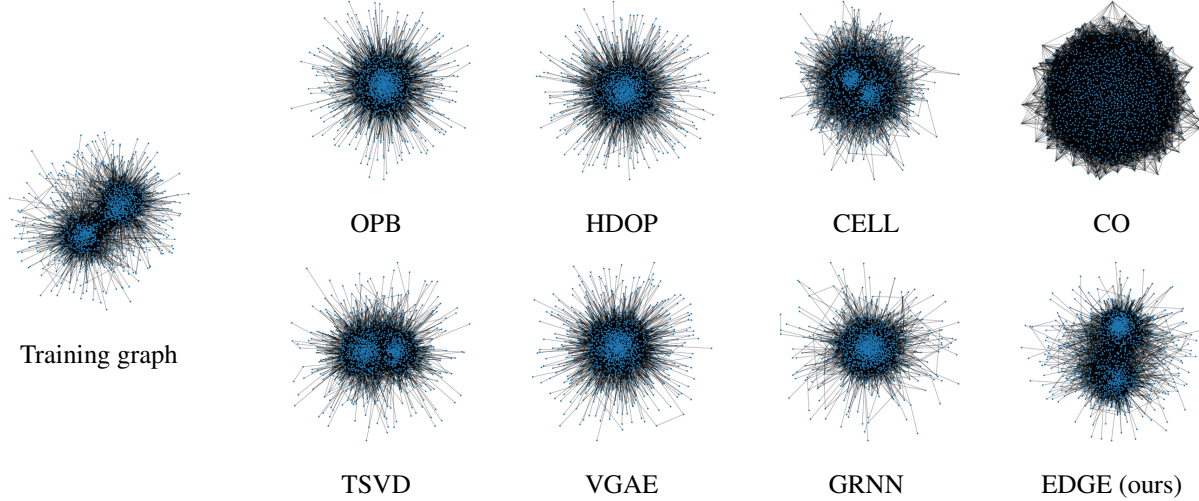 OPB
HDOP
CELL
CO
Training graph
TSVD
VGAE
GRNN
EDGE (ours)